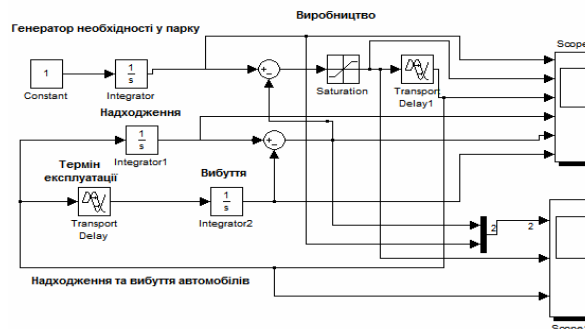 Виробництво
Генератор необхідності у парку
Scope
1
1
s
Constant
Integrator
Saturation
Transport
Delay1
Надходження
1
s
Integrator1
Термін
експлуатації
Вибуття
1
s
Transport
Delay
Integrator2
2
2
Надходження та вибуття автомобілів